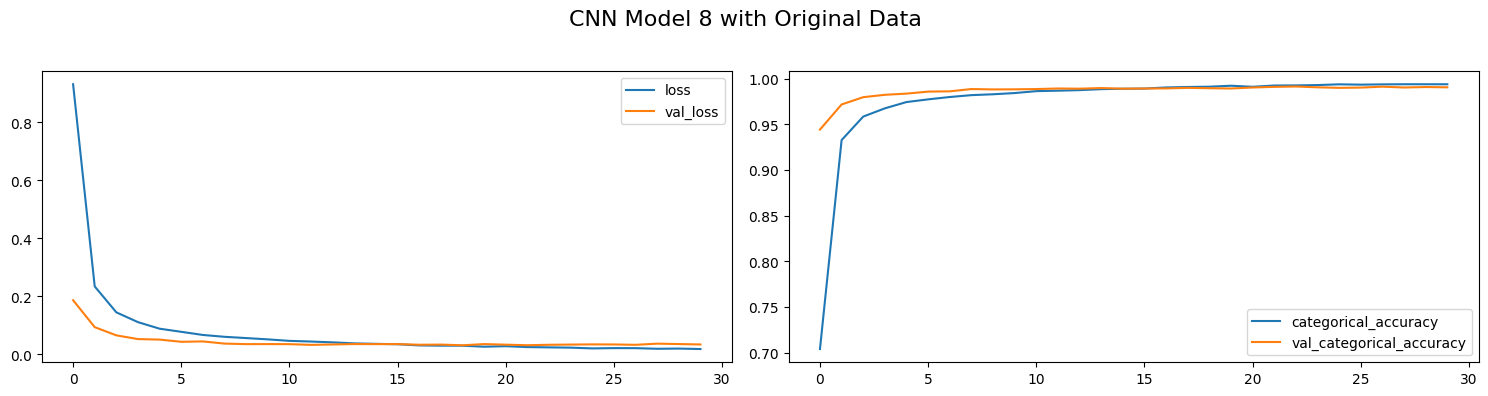 CNN Model 8 with Original Data
loss
val_loss
0.8
0.6
0.4
0.2
0.0
0 5 10 15 20 25 30
1.00
0.95
0.90
0.85
0.80
0.75
0.70
categorical_accuracy
val_categorical_accuracy
0 5 10 15 20 25 30